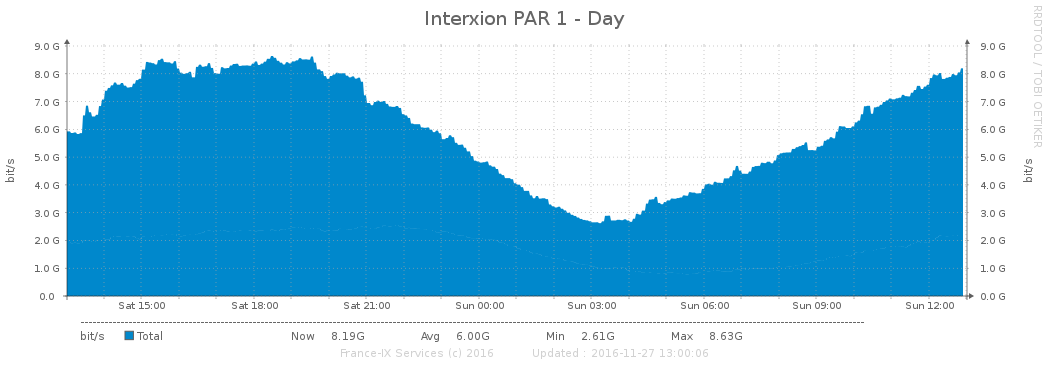 Interxion PAR 1 - Day
RRDTOOL / TOBI OETIKER
9.0 G 9.0 G
8.0 G 8.0 G
7.0 G 7.0 G
6.0 G 6.0 G
5.0 G 5.0 G
4.0 G 4.0 G
3.0 G 3.0 G
2.0 G 2.0 G
1.0 G 1.0 G
0.0 0.0 G
bit/s bit/s
Sat 15:00 Sat 18:00 Sat 21:00 Sun 00:00 Sun 03:00 Sun 06:00 Sun 09:00 Sun 12:00
bit/s Total Now 8.19G Avg 6.00G Min 2.61G Max 8.63G
France-IX Services (c) 2016 Updated : 2016-11-27 13:00:06